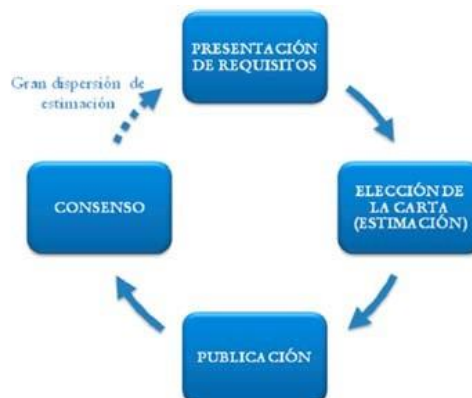 PRESENTACIÓN
DE REQUISITOS
Gran dispersión de
estimación
ELECCIÓN DE
LA CARTA
(ESTIMACIÓN)
CONSENSO
PUBLICACIÓN